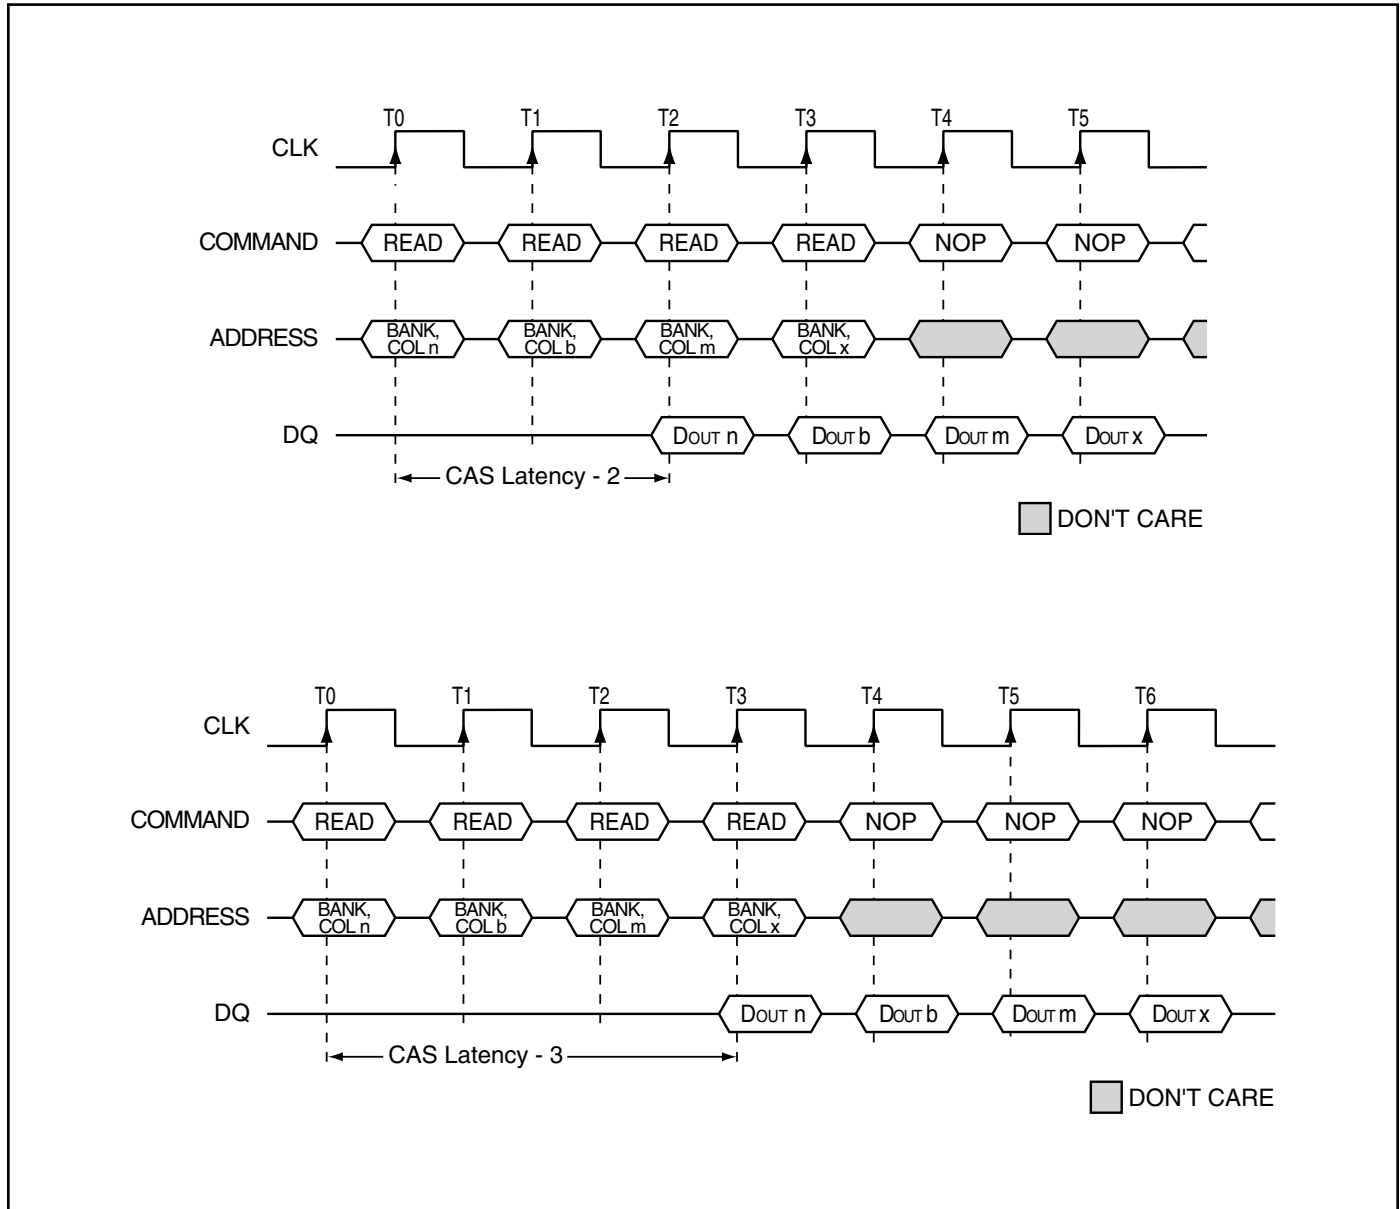 T0 T1 T2 T3 T4 T5
CLK
COMMAND READ READ READ READ NOP NOP
ADDRESS BANK, COL n BANK, COL b BANK, COL m BANK, COL x
DQ DOUT n DOUT b DOUT m DOUT x
CAS Latency - 2
DON'T CARE
T0 T1 T2 T3 T4 T5 T6
CLK
COMMAND READ READ READ READ NOP NOP NOP
ADDRESS BANK, COL n BANK, COL b BANK, COL m BANK, COL x
DQ DOUT n DOUT b DOUT m DOUT x
CAS Latency - 3
DON'T CARE